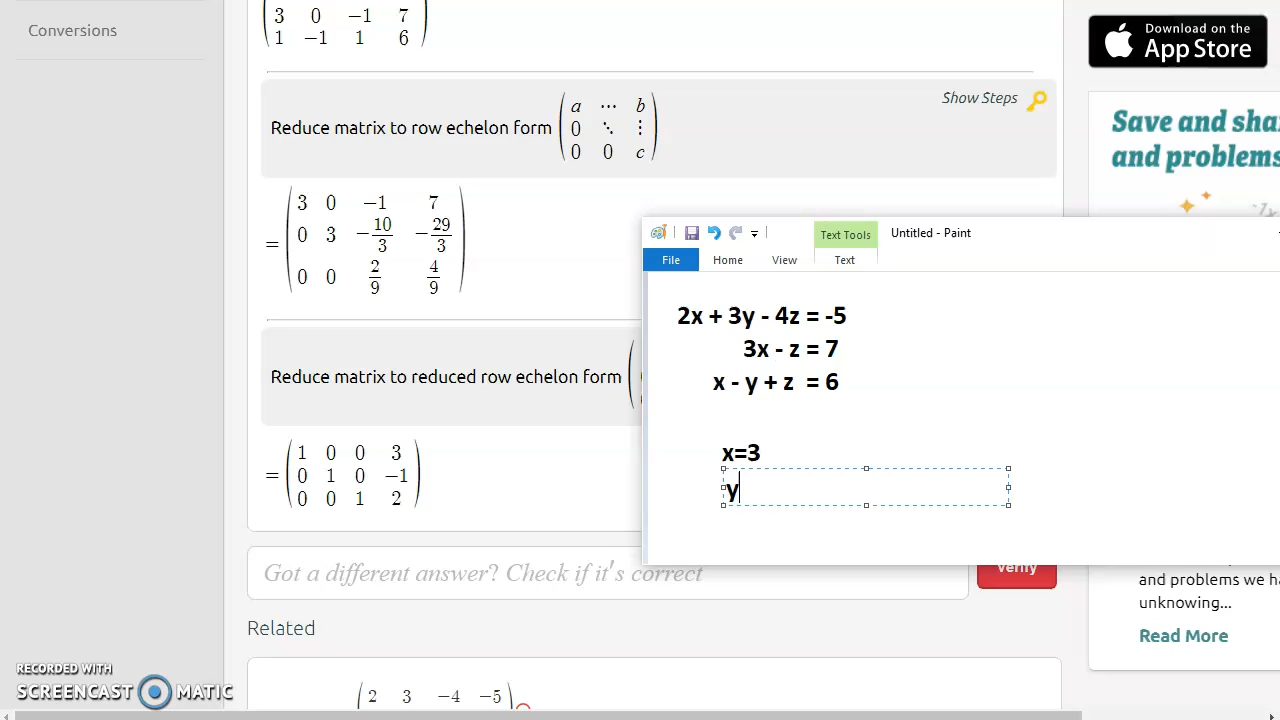 Conversions
3 0 −1 7
1 −1 1 6
Reduce matrix to row echelon form
a ⋯ b
0 ⋱ ⋮
0 0 c
Show Steps
=
3 0 −1 7
0 3 −10/3 −29/3
0 0 2/9 4/9
Reduce matrix to reduced row echelon form
=
1 0 0 3
0 1 0 −1
0 0 1 2
Got a different answer? Check if it's correct
Verify
Related
2 3 −4 −5
Download on the
App Store
Save and
and problems
Text Tools
Untitled - Paint
File
Home
View
Text
2x + 3y - 4z = -5
3x - z = 7
x - y + z = 6
x=3
y
and problems we
unknowing...
Read More
RECORDED WITH
SCREENCAST MATIC